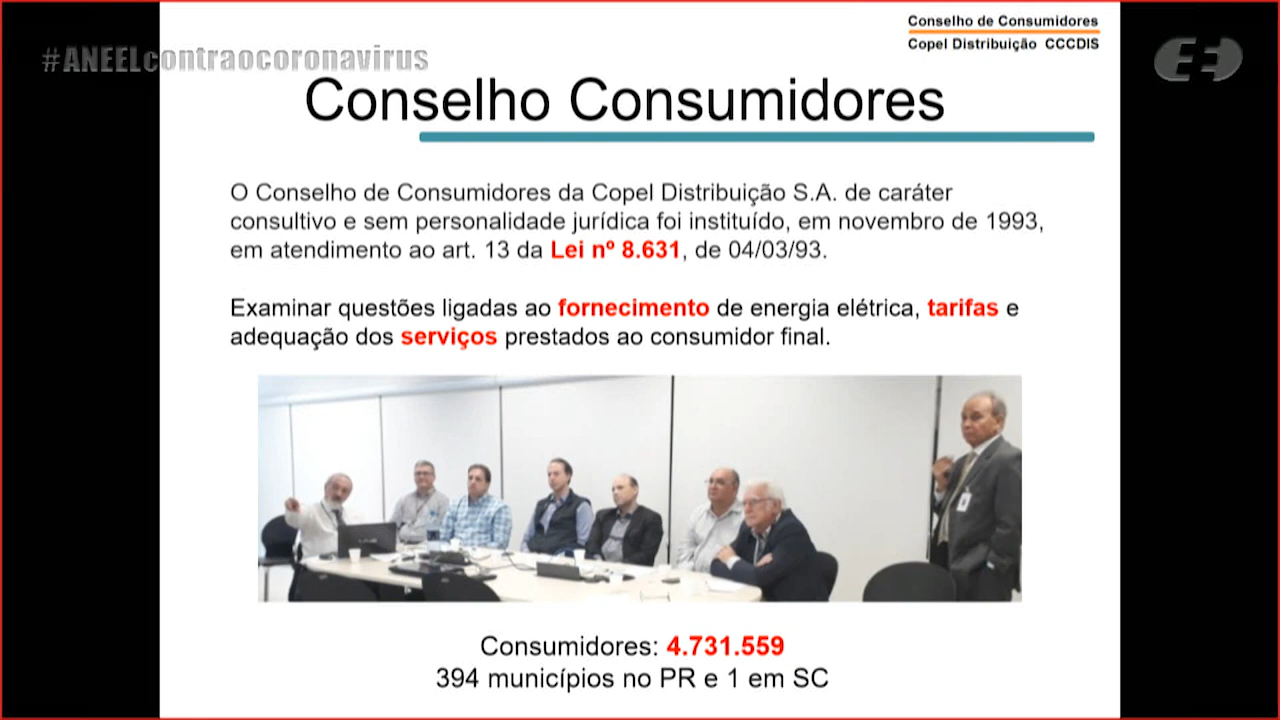 Conselho de Consumidores
Copel Distribuição CCCDIS
#ANEELcontraocoronavirus
Conselho Consumidores
O Conselho de Consumidores da Copel Distribuição S.A. de caráter
consultivo e sem personalidade jurídica foi instituído, em novembro de 1993,
em atendimento ao art. 13 da Lei nº 8.631, de 04/03/93.
Examinar questões ligadas ao fornecimento de energia elétrica, tarifas e
adequação dos serviços prestados ao consumidor final.
Consumidores: 4.731.559
394 municípios no PR e 1 em SC